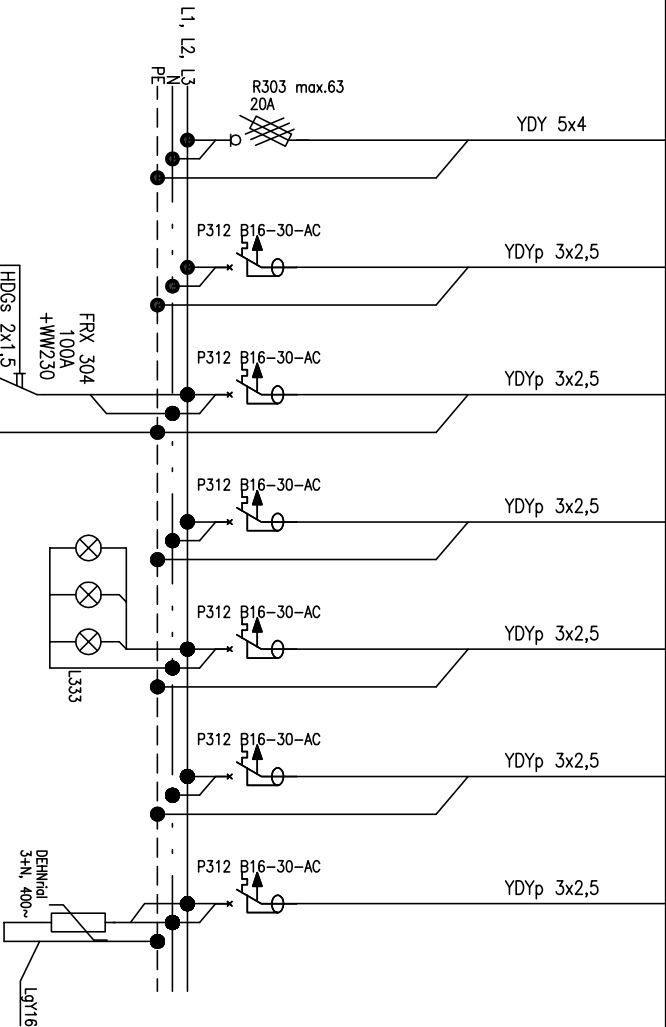 L1, L2, L3
N
PE
R303 max.63
20A
YDY 5x4
P312 B16-30-AC
YDYp 3x2,5
P312 B16-30-AC
YDYp 3x2,5
FRX 304
100A
+WW230
HDGs 2x1,5
P312 B16-30-AC
YDYp 3x2,5
P312 B16-30-AC
YDYp 3x2,5
L333
P312 B16-30-AC
YDYp 3x2,5
P312 B16-30-AC
YDYp 3x2,5
DEHNrial
3+N, 400~
LgY16